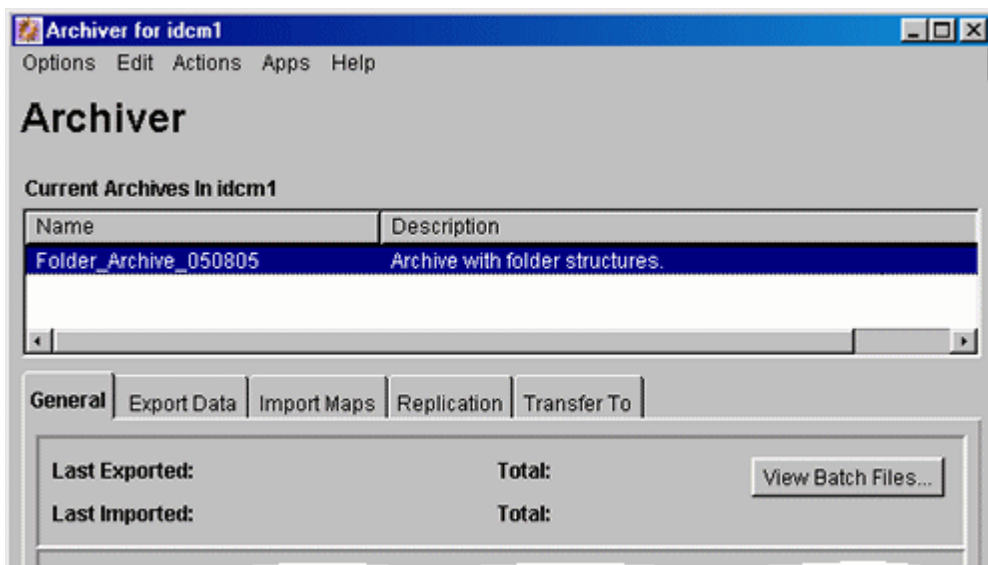 Archiver for idcm1
Options Edit Actions Apps Help
Archiver
Current Archives In idcm1
Name Description
Folder_Archive_050805 Archive with folder structures.
General Export Data Import Maps Replication Transfer To
Last Exported: Total: View Batch Files...
Last Imported: Total: